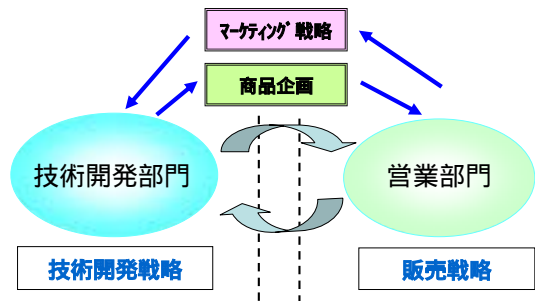 ﾏｰｹﾃｨﾝｸﾞ 戦略
商品企画
技術開発部門
営業部門
技術開発戦略
販売戦略